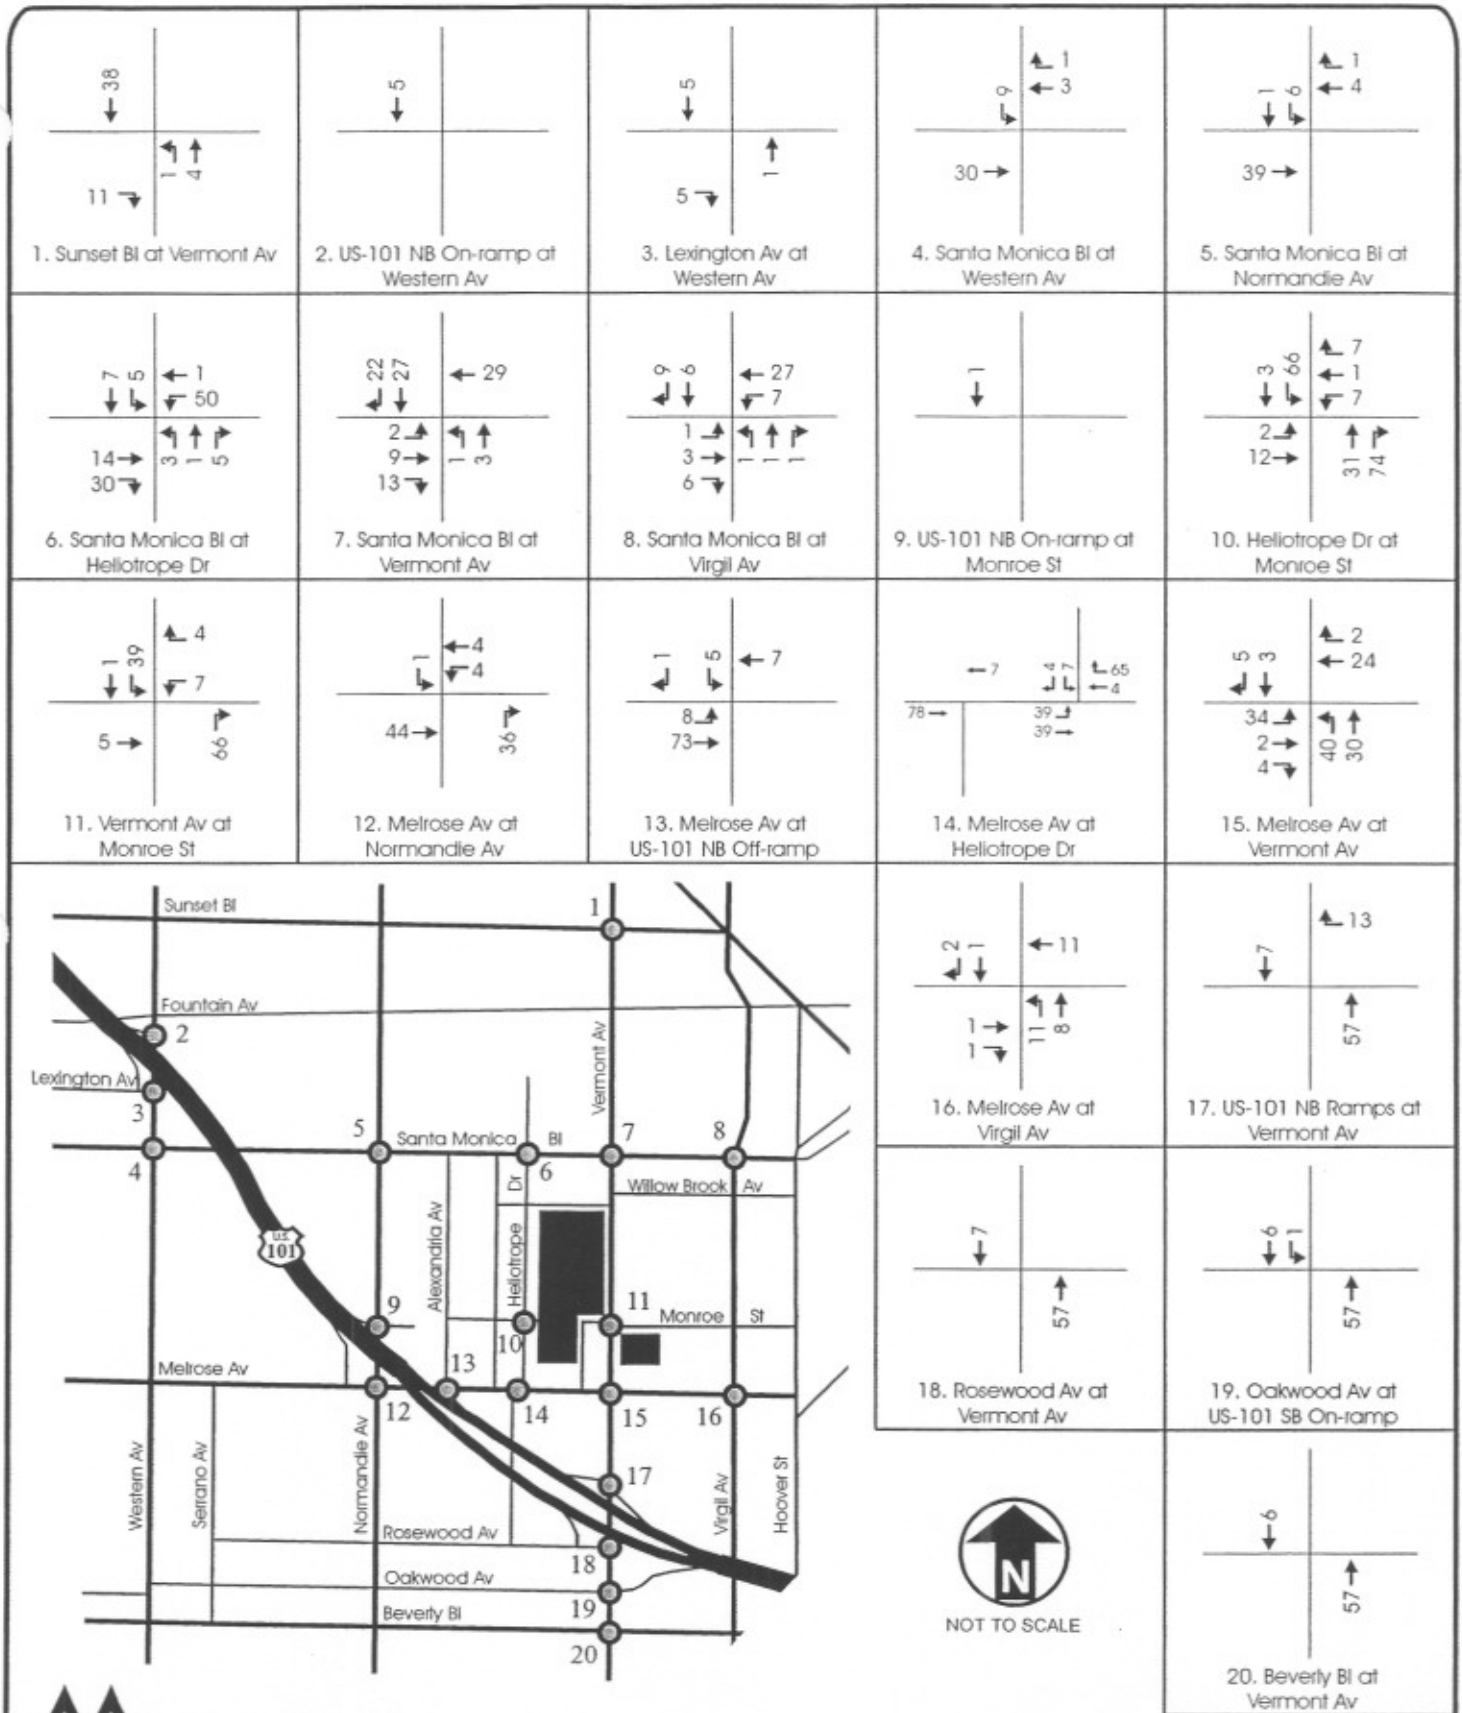 38
1
4
11
1. Sunset Bl at Vermont Av
5
2. US-101 NB On-ramp at
Western Av
5
1
5
3. Lexington Av at
Western Av
9
1
3
30
4. Santa Monica Bl at
Western Av
1
6
1
4
39
5. Santa Monica Bl at
Normandie Av
7
5
1
50
14
30
3
1
5
6. Santa Monica Bl at
Heliotrope Dr
22
27
29
2
9
13
1
3
7. Santa Monica Bl at
Vermont Av
9
6
27
7
1
3
6
1
1
1
8. Santa Monica Bl at
Virgil Av
1
9. US-101 NB On-ramp at
Monroe St
3
66
7
1
7
2
12
31
74
10. Heliotrope Dr at
Monroe St
1
39
4
7
5
66
11. Vermont Av at
Monroe St
1
4
4
44
36
12. Melrose Av at
Normandie Av
1
5
7
8
73
13. Melrose Av at
US-101 NB Off-ramp
7
4
7
65
4
78
39
39
14. Melrose Av at
Heliotrope Dr
5
3
2
24
34
2
4
40
30
15. Melrose Av at
Vermont Av
2
1
11
1
1
11
8
16. Melrose Av at
Virgil Av
7
13
57
17. US-101 NB Ramps at
Vermont Av
7
57
18. Rosewood Av at
Vermont Av
6
1
57
19. Oakwood Av at
US-101 SB On-ramp
6
57
20. Beverly Bl at
Vermont Av
Sunset Bl
1
Fountain Av
2
Vermont Av
Lexington Av
3
4
5
Santa Monica Bl
6
7
8
Willow Brook Av
U.S.
101
Alexandria Av
Heliotrope Dr
9
10
11
Monroe St
Melrose Av
12
13
14
15
16
Western Av
Serrano Av
Normandie Av
17
Virgil Av
Hoover St
Rosewood Av
18
Oakwood Av
19
Beverly Bl
20
N
NOT TO SCALE